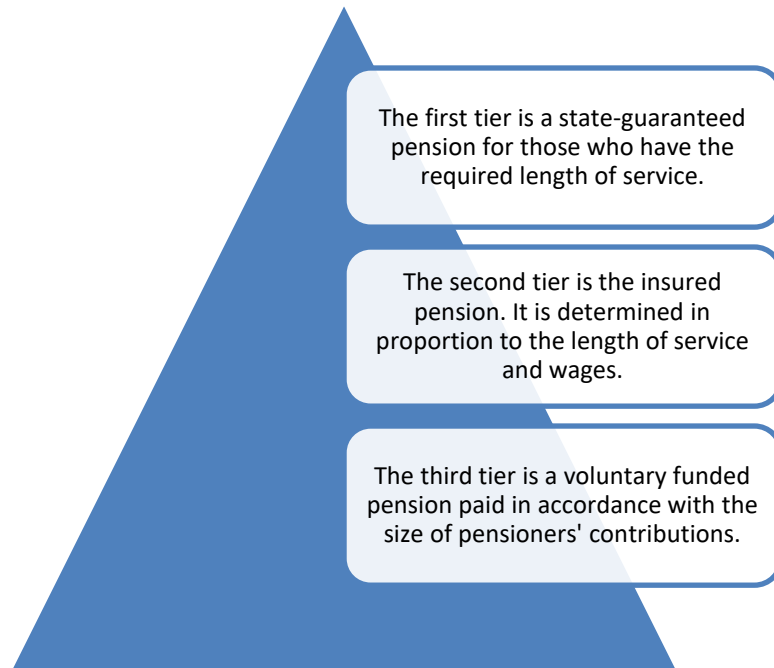 The first tier is a state-guaranteed
pension for those who have the
required length of service.
The second tier is the insured
pension. It is determined in
proportion to the length of service
and wages.
The third tier is a voluntary funded
pension paid in accordance with the
size of pensioners' contributions.